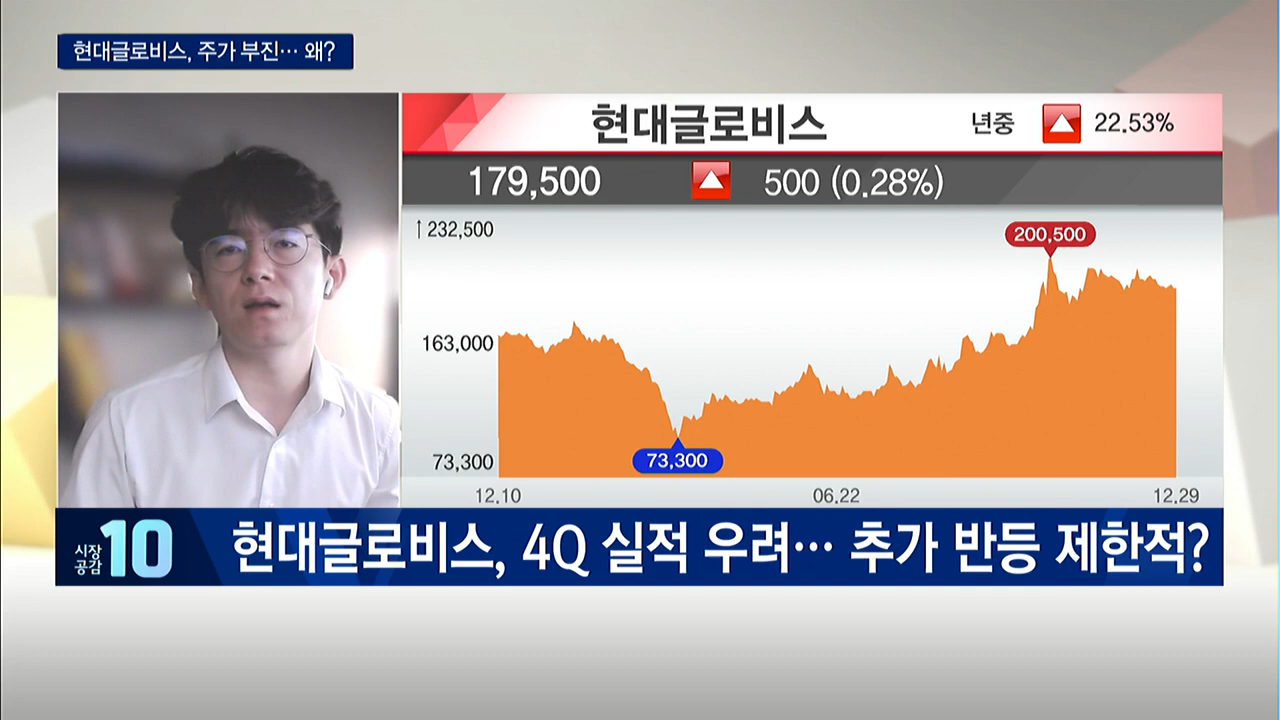 현대글로비스, 주가 부진··· 왜?
현대글로비스
년중 ▲ 22.53%
179,500 ▲ 500 (0.28%)
↑232,500
200,500
163,000
73,300
73,300
12.10 06.22 12.29
시장
공감
10
현대글로비스, 4Q 실적 우려··· 추가 반등 제한적?